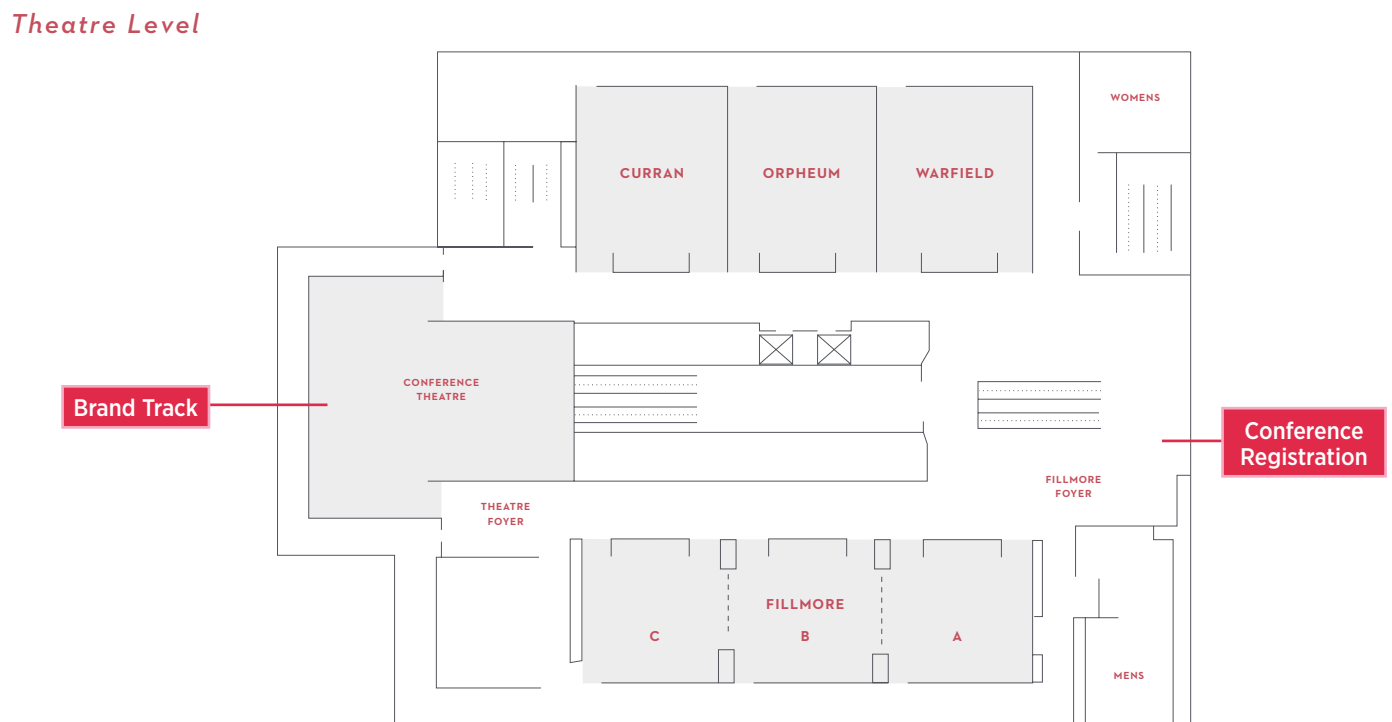 Theatre Level
WOMENS
CURRAN
ORPHEUM
WARFIELD
CONFERENCE
THEATRE
Brand Track
Conference
Registration
FILLMORE
FOYER
THEATRE
FOYER
FILLMORE
C
B
A
MENS